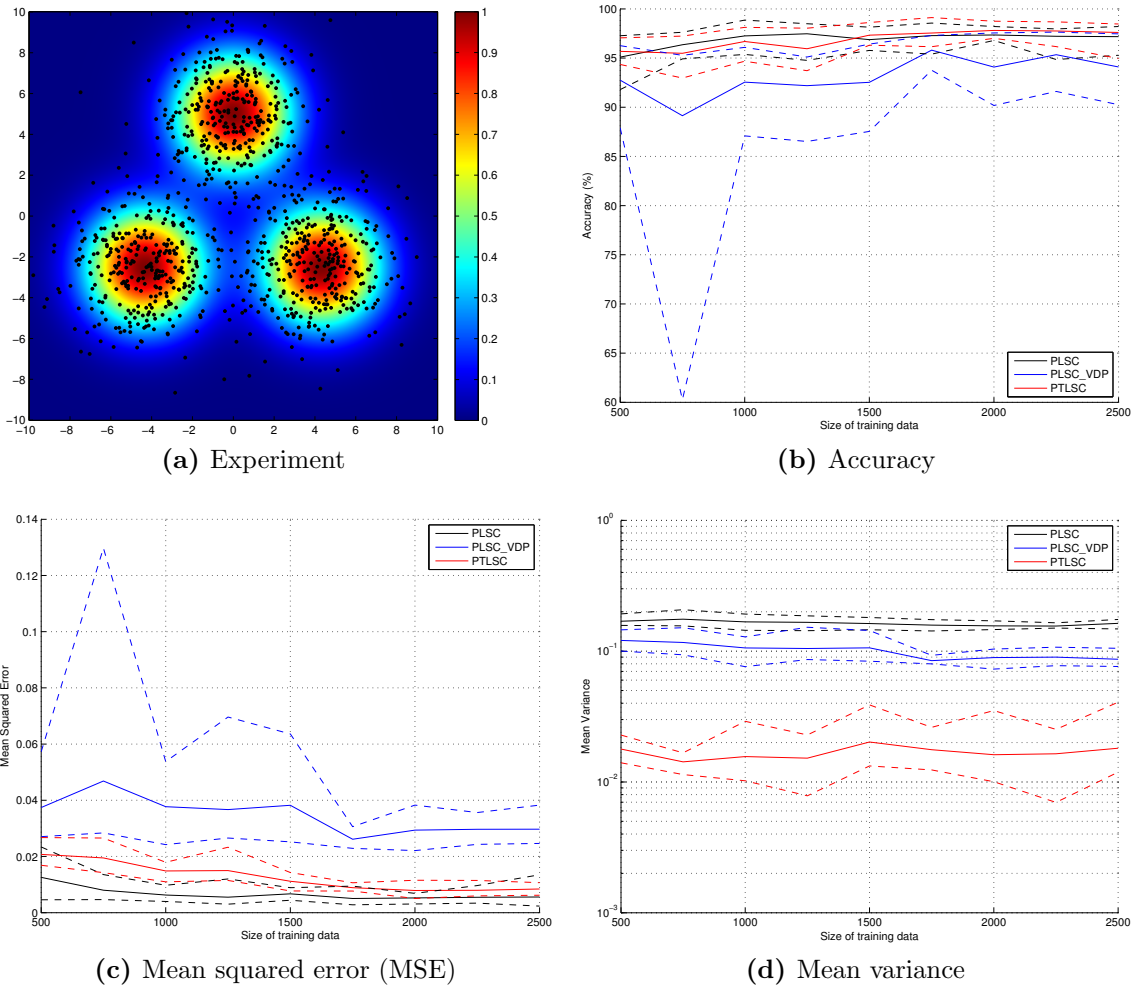 10
8
6
4
2
0
−2
−4
−6
−8
−10
−10 −8 −6 −4 −2 0 2 4 6 8 10
1
0.9
0.8
0.7
0.6
0.5
0.4
0.3
0.2
0.1
0
(a) Experiment
100
95
90
85
80
75
70
65
60
Accuracy (%)
500 1000 1500 2000 2500
Size of training data
PLSC
PLSC_VDP
PTLSC
(b) Accuracy
0.14
0.12
0.1
0.08
0.06
0.04
0.02
0
Mean Squared Error
500 1000 1500 2000 2500
Size of training data
PLSC
PLSC_VDP
PTLSC
(c) Mean squared error (MSE)
10^0
10^−1
10^−2
10^−3
Mean Variance
500 1000 1500 2000 2500
Size of training data
PLSC
PLSC_VDP
PTLSC
(d) Mean variance